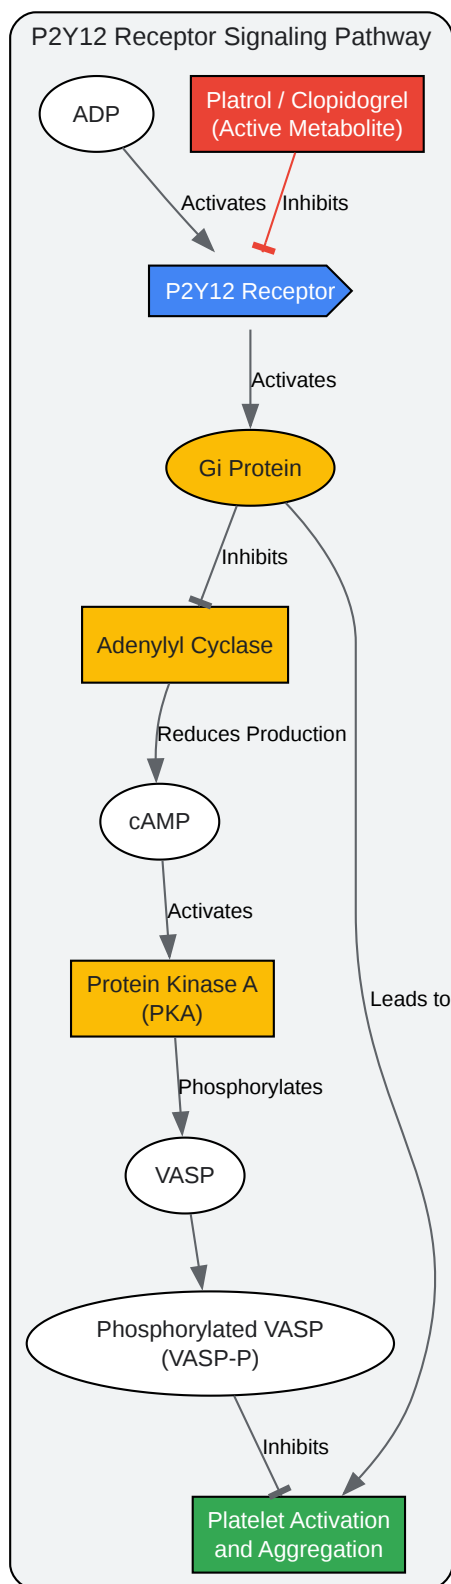 P2Y12 Receptor Signaling Pathway
ADP
Platrol / Clopidogrel
(Active Metabolite)
Activates
Inhibits
P2Y12 Receptor
Activates
Gi Protein
Inhibits
Adenylyl Cyclase
Reduces Production
cAMP
Activates
Protein Kinase A
(PKA)
Leads to
Phosphorylates
VASP
Phosphorylated VASP
(VASP-P)
Inhibits
Platelet Activation
and Aggregation